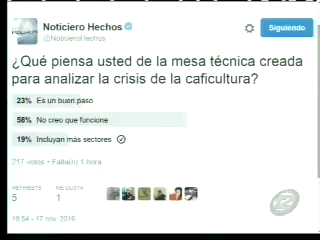 Noticiero Hechos
@NoticieroHechos
Siguiendo
¿Qué piensa usted de la mesa técnica creada
para analizar la crisis de la caficultura?
23% Es un buen paso
58% No creo que funcione
19% Incluyan más sectores
217 votos • Falta(n) 1 hora
RETWEETS
5
ME GUSTA
1
18:54 - 17 nov. 2016